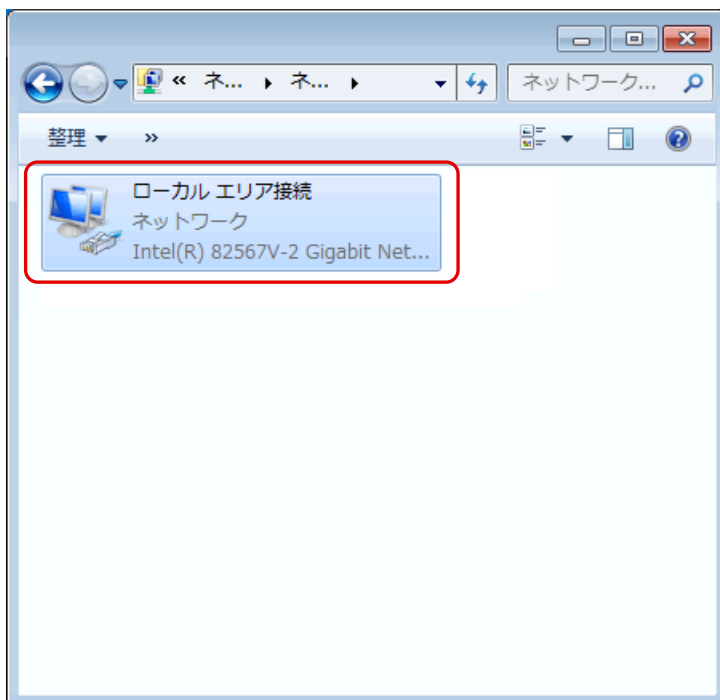 « ネ... ▸ ネ... ▸ ネットワーク...
整理 ▼ »
ローカル エリア接続
ネットワーク
Intel(R) 82567V-2 Gigabit Net...